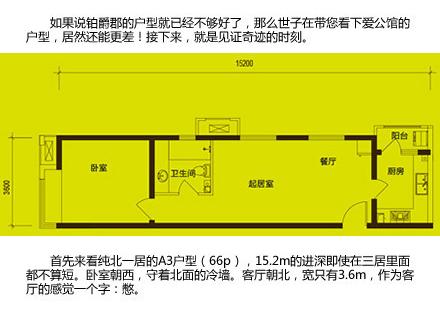 如果说铂爵郡的户型就已经不够好了，那么世子在带您看下爱公馆的
户型，居然还能更差！接下来，就是见证奇迹的时刻。
15200
3600
卧室
卫生间
起居室
餐厅
阳台
厨房
首先来看纯北一居的A3户型（66p），15.2m的进深即使在三居里面
都不算短。卧室朝西，守着北面的冷墙。客厅朝北，宽只有3.6m，作为客
厅的感觉一个字：憋。